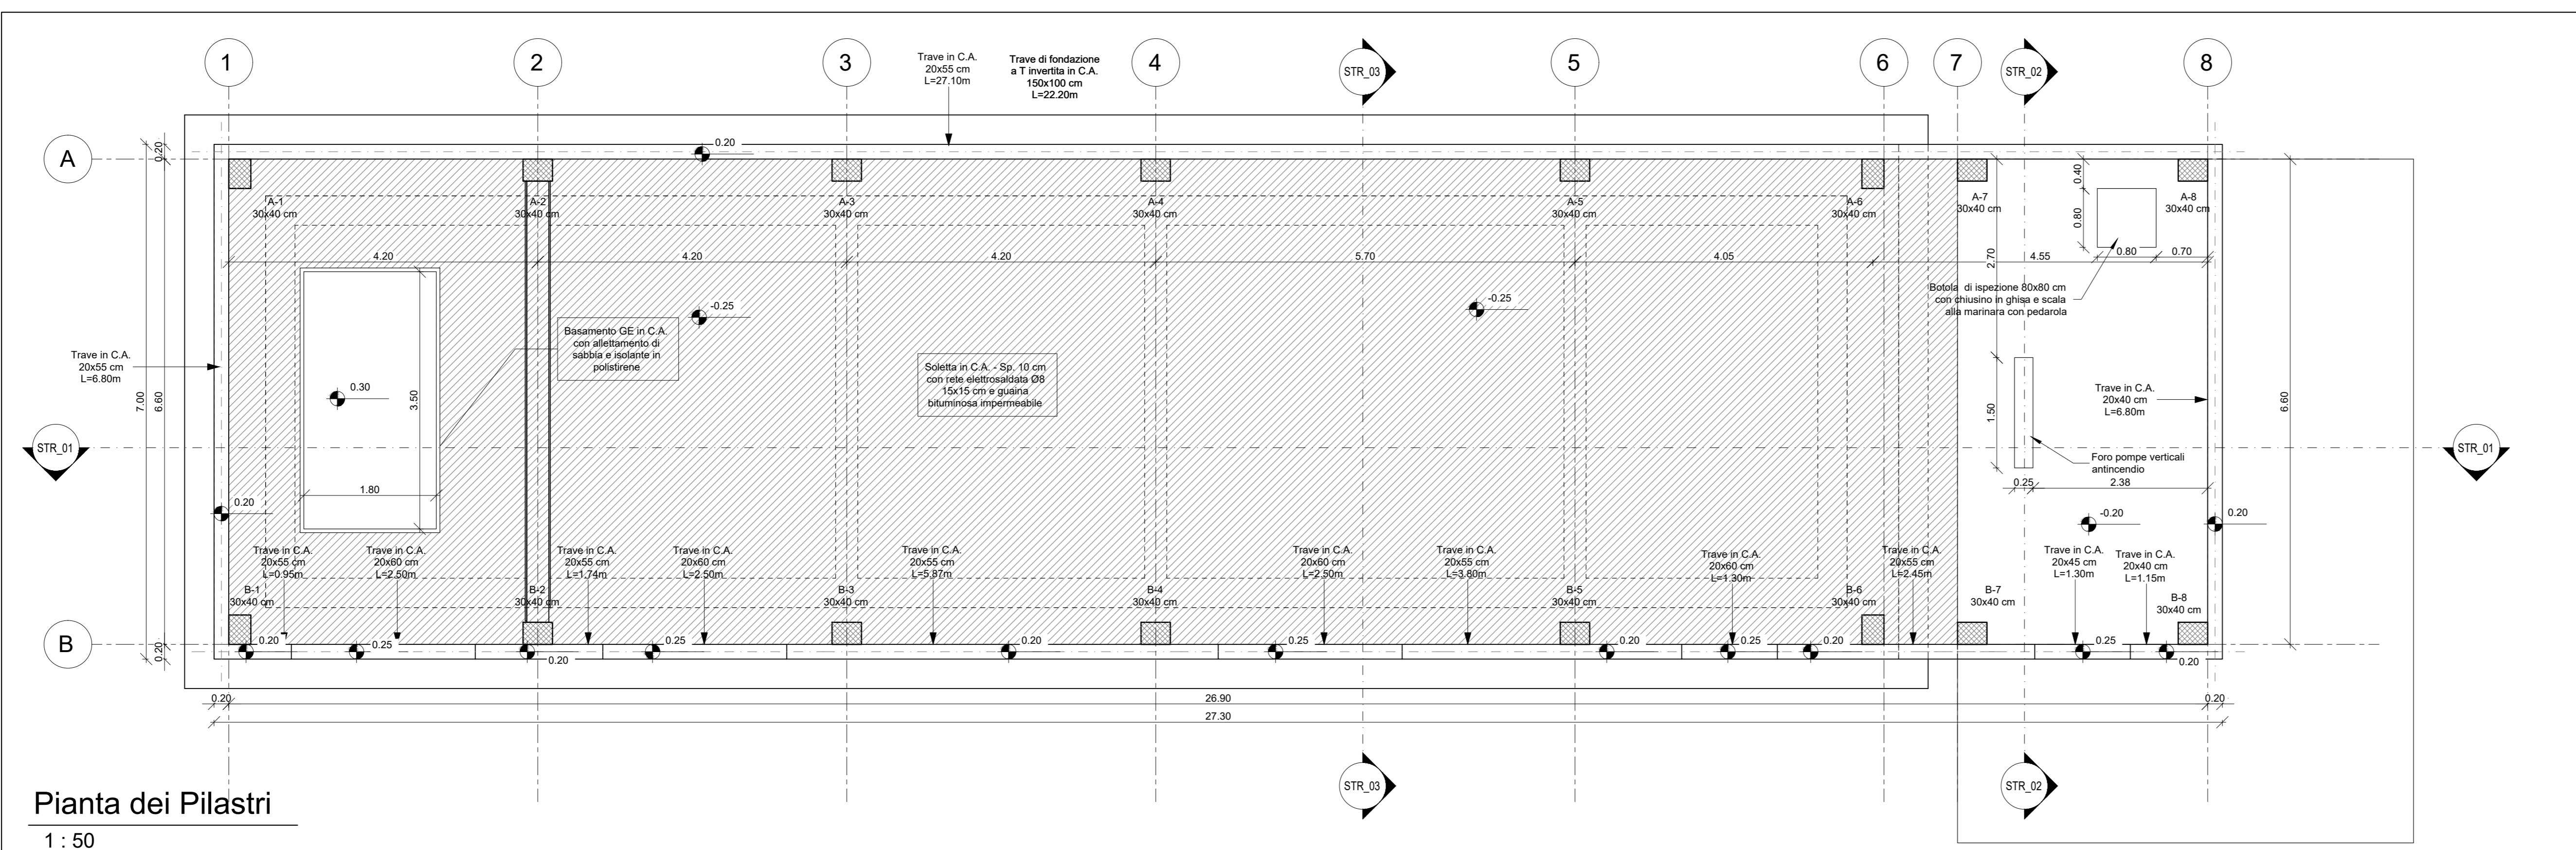 1
2
3
4
5
6
7
8
STR_03
STR_02
Trave in C.A.
20x55 cm
L=27.10m
Trave di fondazione
a T invertita in C.A.
150x100 cm
L=22.20m
A
0.20
0.20
A-1
30x40 cm
A-2
30x40 cm
A-3
30x40 cm
A-4
30x40 cm
A-5
30x40 cm
A-6
30x40 cm
A-7
30x40 cm
A-8
30x40 cm
0.40
0.80
0.80
0.70
4.20
4.20
4.20
5.70
4.05
4.55
2.70
Botola di ispezione 80x80 cm
con chiusino in ghisa e scala
alla marinara con pedarola
-0.25
-0.25
Basamento GE in C.A.
con allettamento di
sabbia e isolante in
polistirene
Soletta in C.A. - Sp. 10 cm
con rete elettrosaldata Ø8
15x15 cm e guaina
bituminosa impermeabile
Trave in C.A.
20x55 cm
L=6.80m
7.00
6.60
0.30
3.50
1.80
1.50
Trave in C.A.
20x40 cm
L=6.80m
6.60
STR_01
STR_01
Foro pompe verticali
antincendio
0.25
2.38
0.20
-0.20
0.20
Trave in C.A.
20x55 cm
L=0.95m
Trave in C.A.
20x60 cm
L=2.50m
Trave in C.A.
20x55 cm
L=1.74m
Trave in C.A.
20x60 cm
L=2.50m
Trave in C.A.
20x55 cm
L=5.87m
Trave in C.A.
20x60 cm
L=2.50m
Trave in C.A.
20x55 cm
L=3.80m
Trave in C.A.
20x60 cm
L=1.30m
Trave in C.A.
20x55 cm
L=2.45m
Trave in C.A.
20x45 cm
L=1.30m
Trave in C.A.
20x40 cm
L=1.15m
B-1
30x40 cm
B-2
30x40 cm
B-3
30x40 cm
B-4
30x40 cm
B-5
30x40 cm
B-6
30x40 cm
B-7
30x40 cm
B-8
30x40 cm
B
0.20
0.20
0.25
0.20
0.25
0.20
0.25
0.20
0.25
0.20
0.25
0.20
0.20
26.90
0.20
27.30
STR_03
STR_02
Pianta dei Pilastri
1 : 50